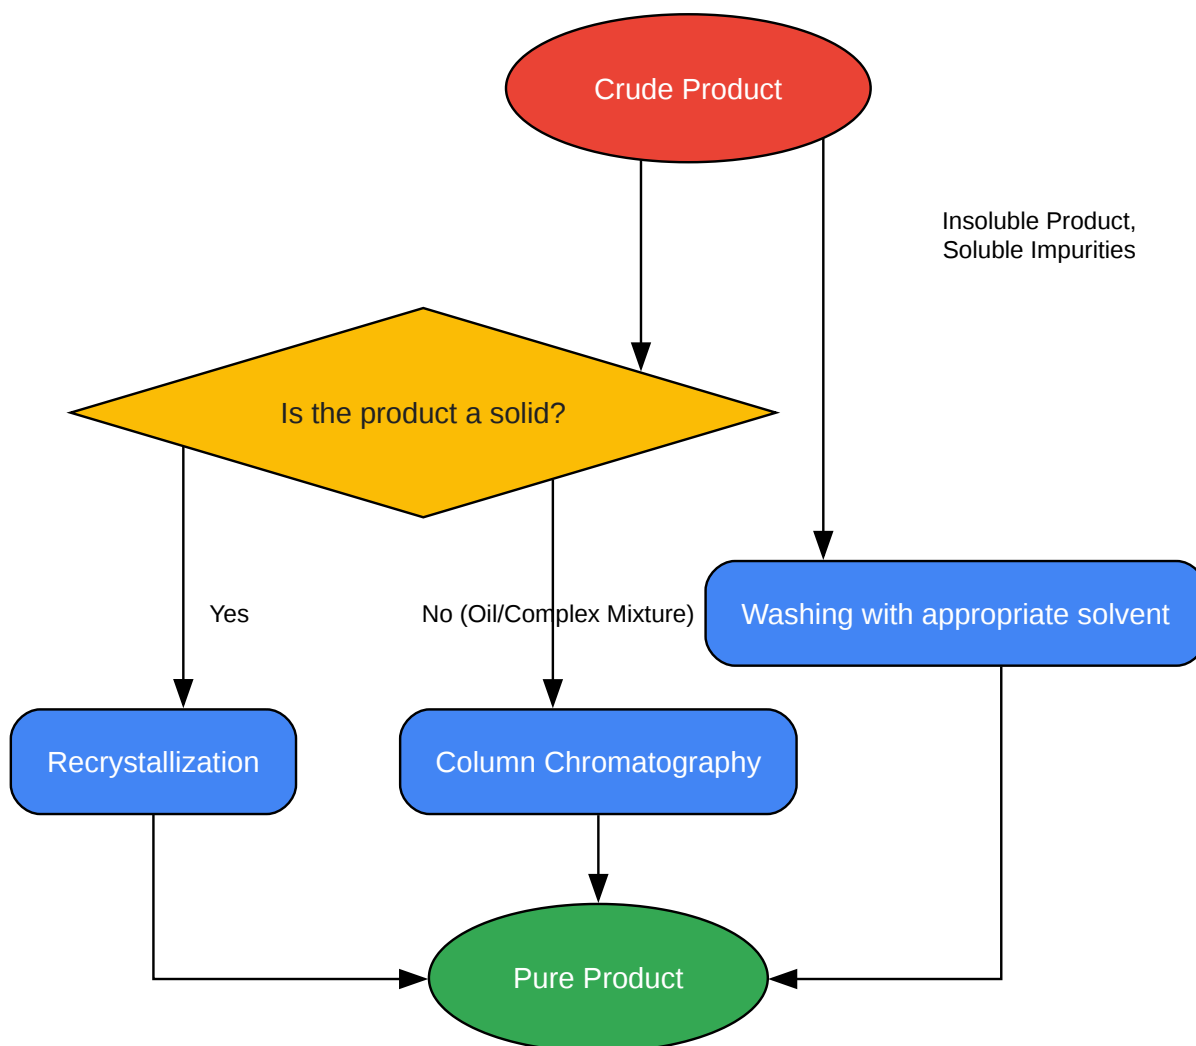 Crude Product
Insoluble Product,
Soluble Impurities
Is the product a solid?
Yes
No (Oil/Complex Mixture)
Washing with appropriate solvent
Recrystallization
Column Chromatography
Pure Product